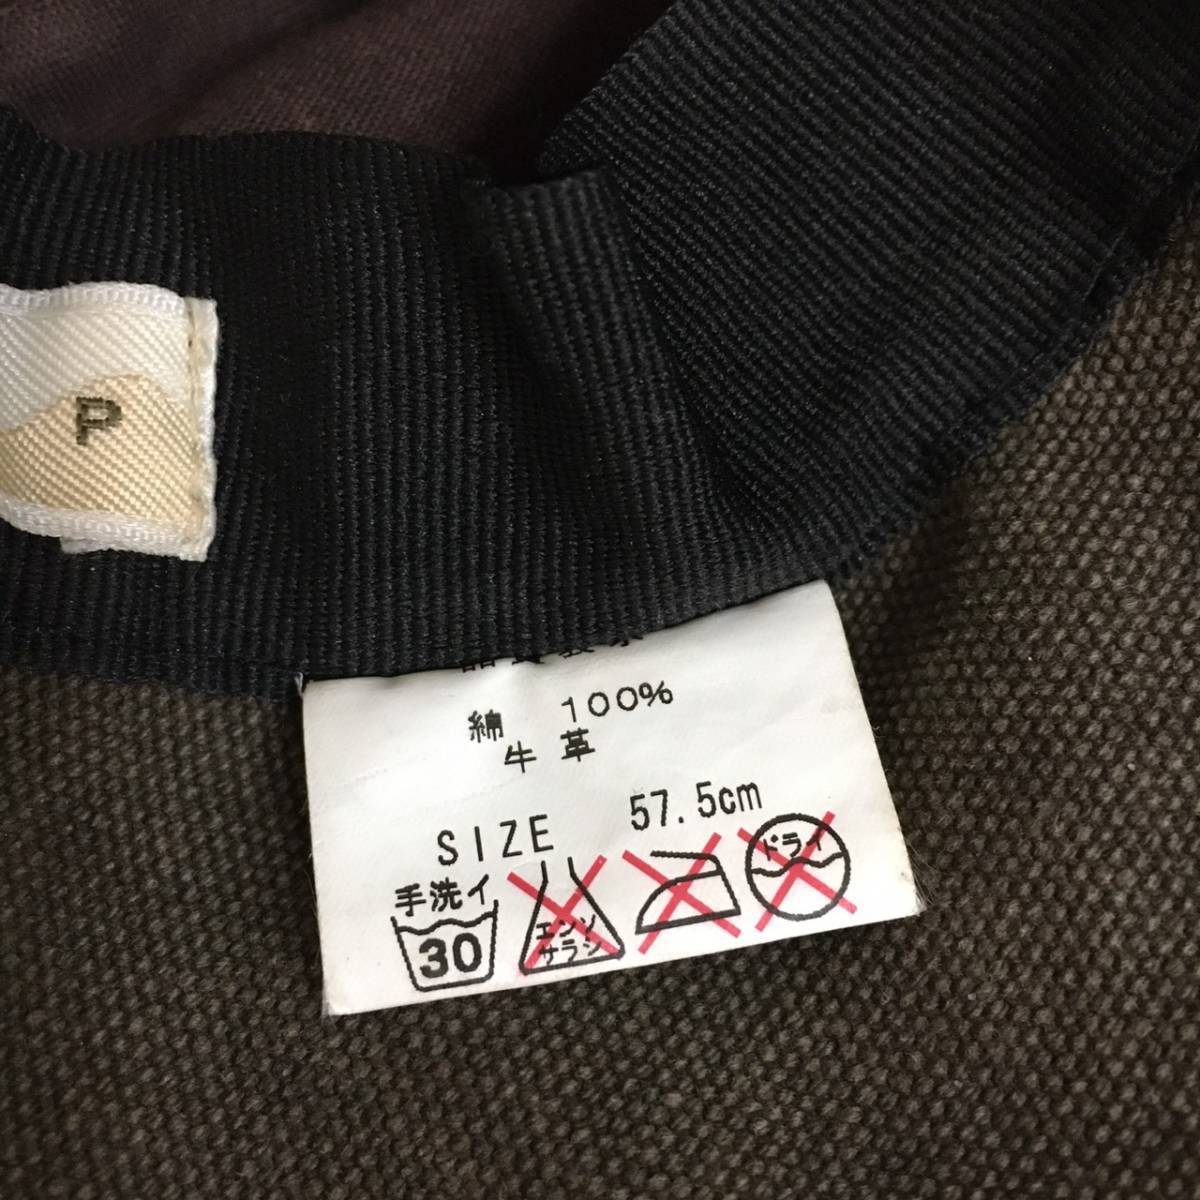 P
綿 100%
牛革
SIZE 57.5cm
手洗イ
30
エンソ
サラシ
ドライ